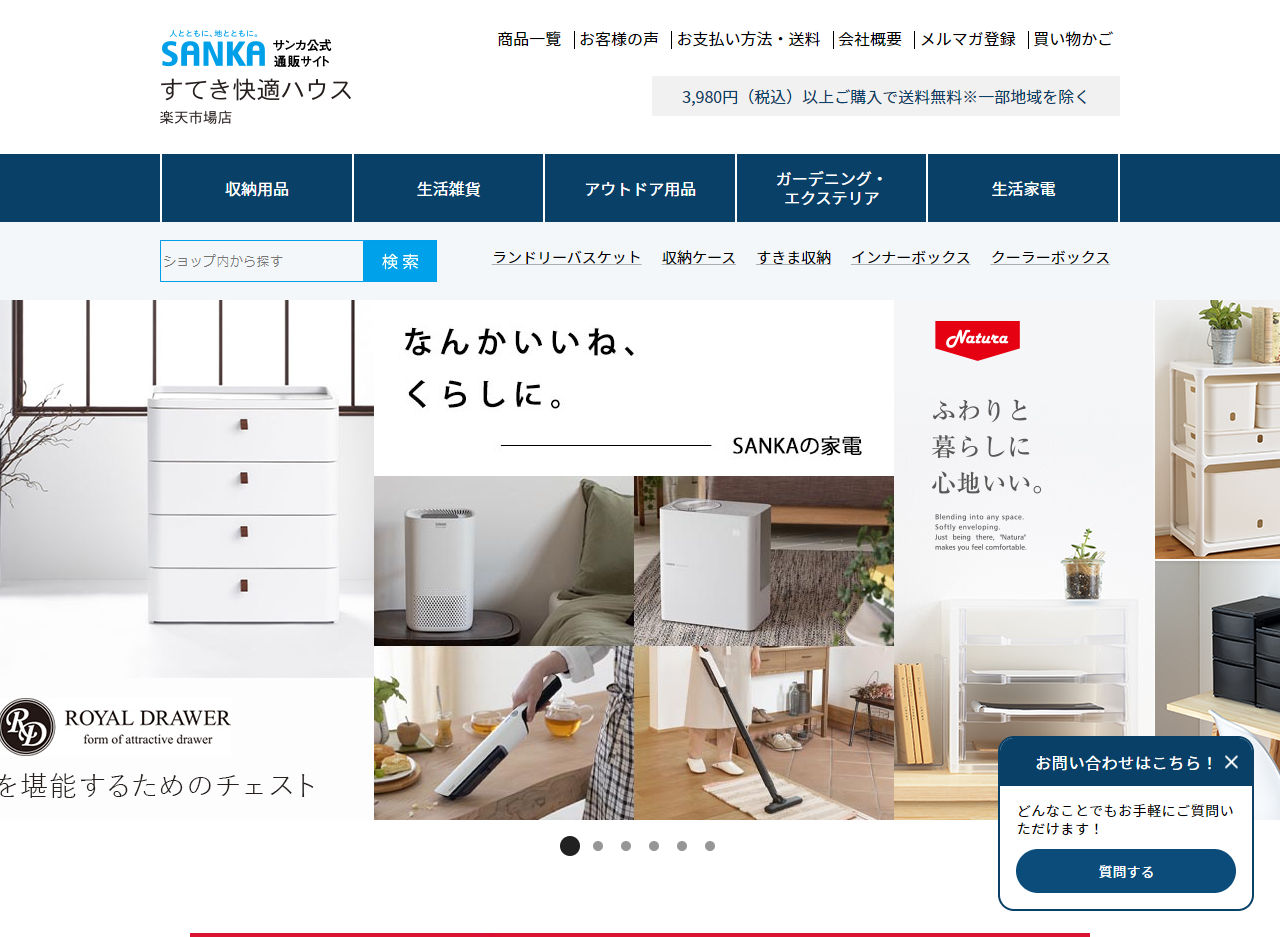 人とともに、地とともに。
SANKA サンカ公式
通販サイト
すてき快適ハウス
楽天市場店
商品一覧 お客様の声 お支払い方法・送料 会社概要 メルマガ登録 買い物かご
3,980円（税込）以上ご購入で送料無料※一部地域を除く
収納用品 生活雑貨 アウトドア用品 ガーデニング・
エクステリア 生活家電
ショップ内から探す 検 索 ランドリーバスケット 収納ケース すきま収納 インナーボックス クーラーボックス
なんかいいね、
くらしに。
SANKAの家電
Natura
ふわりと
暮らしに
心地いい。
Blending into any space.
Softly enveloping.
Just being there, "Natura"
makes you feel comfortable.
RD ROYAL DRAWER
form of attractive drawer
を堪能するためのチェスト
お問い合わせはこちら！
どんなことでもお手軽にご質問い
ただけます！
質問する